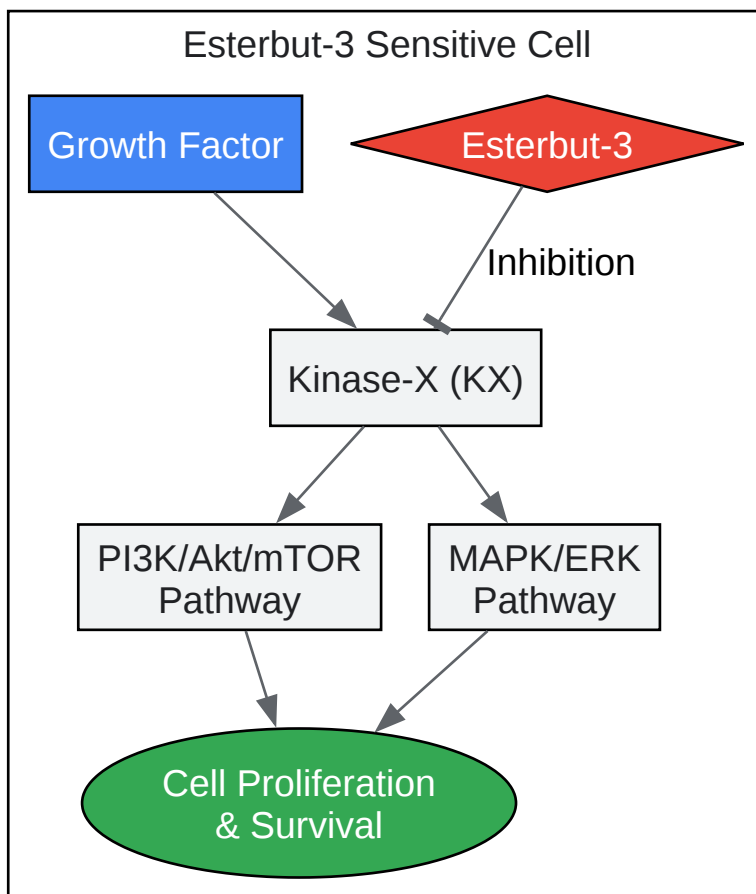 Esterbut-3 Sensitive Cell
Growth Factor
Esterbut-3
Inhibition
Kinase-X (KX)
PI3K/Akt/mTOR
Pathway
MAPK/ERK
Pathway
Cell Proliferation
& Survival